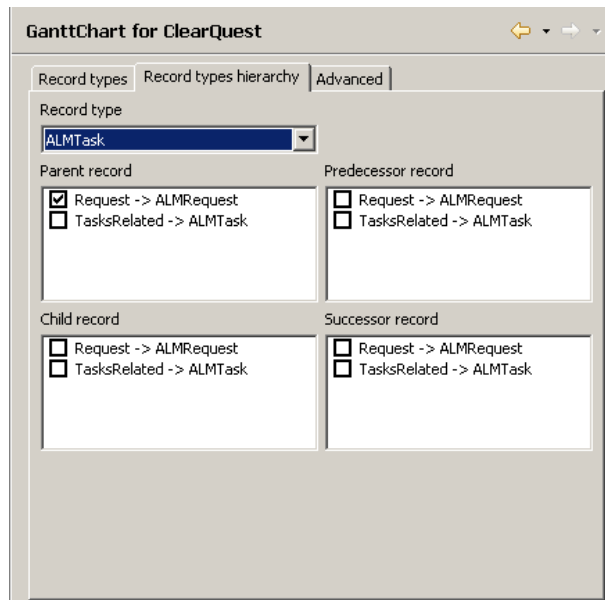 GanttChart for ClearQuest
Record types Record types hierarchy Advanced
Record type
ALMTask
Parent record
Request -> ALMRequest
TasksRelated -> ALMTask
Predecessor record
Request -> ALMRequest
TasksRelated -> ALMTask
Child record
Request -> ALMRequest
TasksRelated -> ALMTask
Successor record
Request -> ALMRequest
TasksRelated -> ALMTask